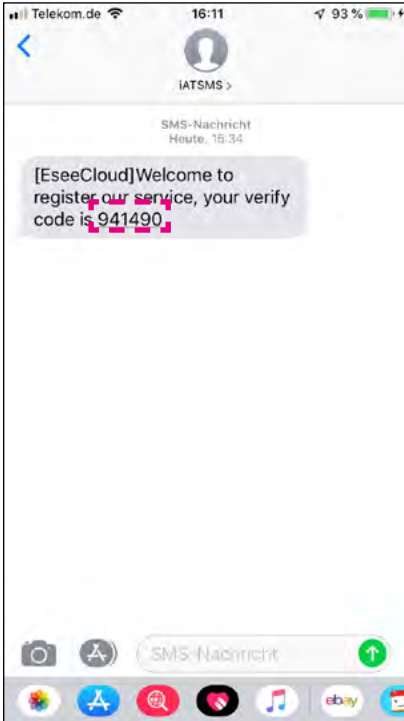 Telekom.de 16:11 93 %
iATSMS >
SMS-Nachricht
Heute, 15:34
[EseeCloud]Welcome to
register our service, your verify
code is 941490
SMS-Nachricht
ebay